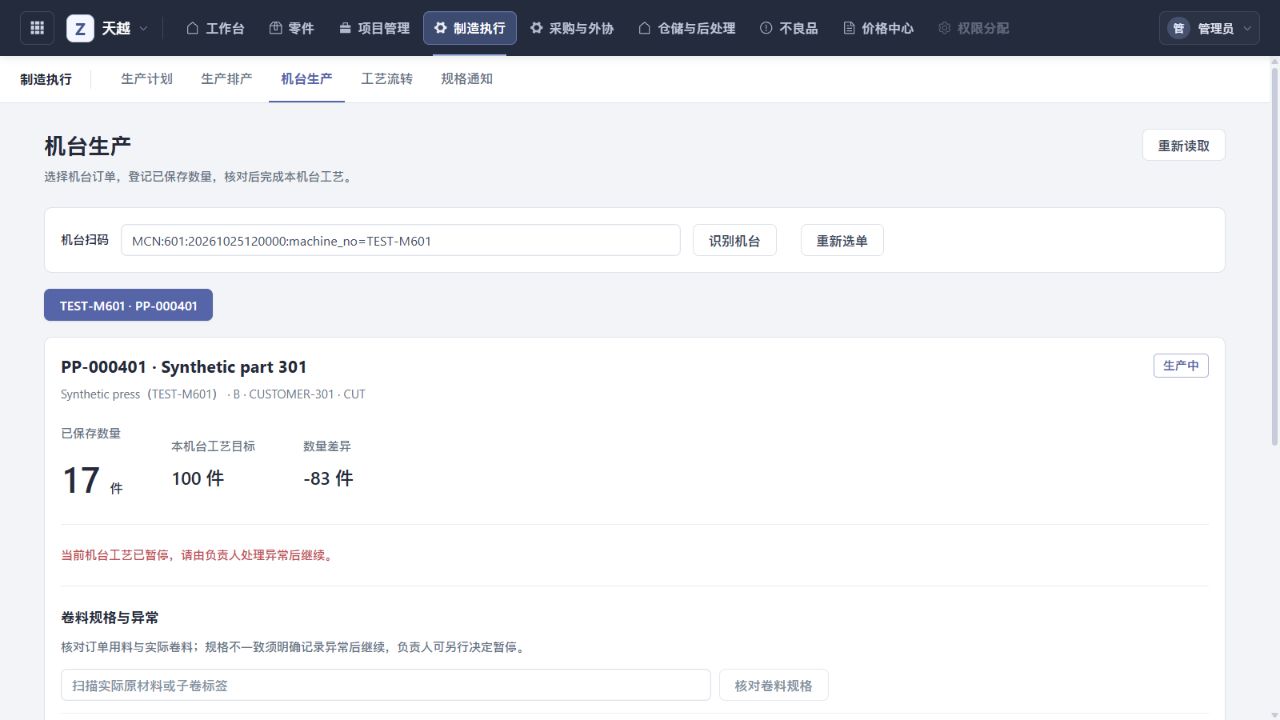 Z 天越 工作台 零件 项目管理 制造执行 采购与外协 仓储与后处理 不良品 价格中心 权限分配 管 管理员
制造执行 生产计划 生产排产 机台生产 工艺流转 规格通知
机台生产
重新读取
选择机台订单，登记已保存数量，核对后完成本机台工艺。
机台扫码 MCN:601:20261025120000:machine_no=TEST-M601 识别机台 重新选单
TEST-M601 · PP-000401
PP-000401 · Synthetic part 301
生产中
Synthetic press（TEST-M601） · B · CUSTOMER-301 · CUT
已保存数量 本机台工艺目标 数量差异
17 件 100 件 -83 件
当前机台工艺已暂停，请由负责人处理异常后继续。
卷料规格与异常
核对订单用料与实际卷料；规格不一致须明确记录异常后继续，负责人可另行决定暂停。
扫描实际原材料或子卷标签 核对卷料规格